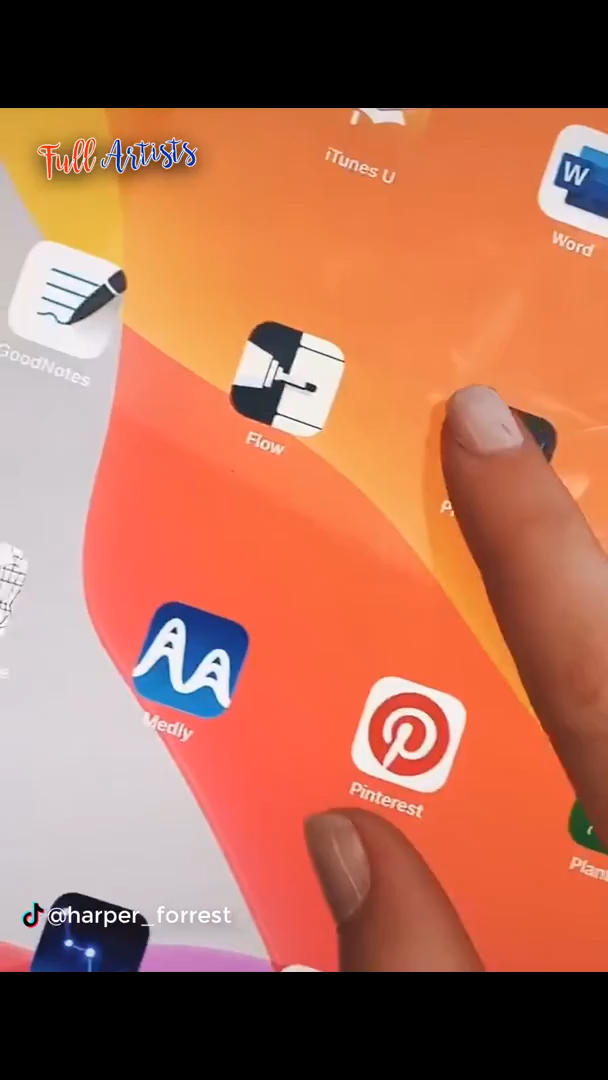 Full Artists
iTunes U
W
Word
GoodNotes
Flow
Medly
Pinterest
@harper_forrest